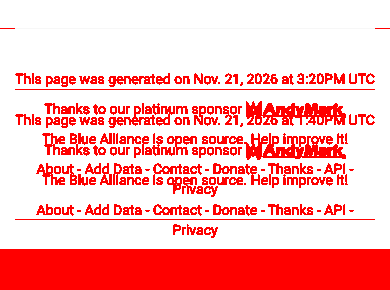 This page was generated on Nov. 21, 2026 at 3:20PM UTC
Thanks to our platinum sponsor AndyMark
This page was generated on Nov. 21, 2026 at 1:40PM UTC
The Blue Alliance is open source. Help improve it!
Thanks to our platinum sponsor AndyMark
About - Add Data - Contact - Donate - Thanks - API -
The Blue Alliance is open source. Help improve it!
Privacy
About - Add Data - Contact - Donate - Thanks - API -
Privacy